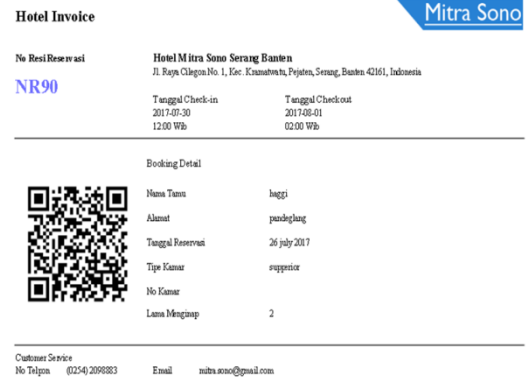 Hotel Invoice
Mitra Sono
No Resi Reservasi
NR90
Hotel Mitra Sono Serang Banten
Jl. Raya Cilegon No. 1, Kec. Kramatwatu, Pejaten, Serang, Banten 42161, Indonesia
Tanggal Check-in Tanggal Checkout
2017-07-30 2017-08-01
12:00 Wib 02:00 Wib
Booking Detail
Nama Tamu haggi
Alamat pandeglang
Tanggal Reservasi 26 july 2017
Tipe Kamar supperior
No Kamar
Lama Menginap 2
Customer Service
No Telpon (0254) 2098883 Email mitra.sono@gmail.com